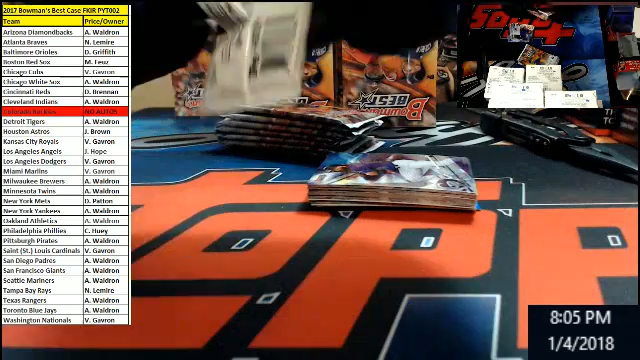 2017 Bowman's Best Case FKIR PYT002
Team Price/Owner
Arizona Diamondbacks A. Waldron
Atlanta Braves N. Lemire
Baltimore Orioles D. Griffith
Boston Red Sox M. Feuz
Chicago Cubs V. Gavron
Chicago White Sox A. Waldron
Cincinnati Reds D. Brennan
Cleveland Indians A. Waldron
Colorado Rockies NO AUTOS
Detroit Tigers A. Waldron
Houston Astros J. Brown
Kansas City Royals V. Gavron
Los Angeles Angels J. Hope
Los Angeles Dodgers V. Gavron
Miami Marlins V. Gavron
Milwaukee Brewers A. Waldron
Minnesota Twins A. Waldron
New York Mets D. Patton
New York Yankees A. Waldron
Oakland Athletics A. Waldron
Philadelphia Phillies C. Huey
Pittsburgh Pirates A. Waldron
Saint (St.) Louis Cardinals V. Gavron
San Diego Padres A. Waldron
San Francisco Giants A. Waldron
Seattle Mariners A. Waldron
Tampa Bay Rays N. Lemire
Texas Rangers A. Waldron
Toronto Blue Jays A. Waldron
Washington Nationals V. Gavron
BOWMAN'S
BEST
8:05 PM
1/4/2018